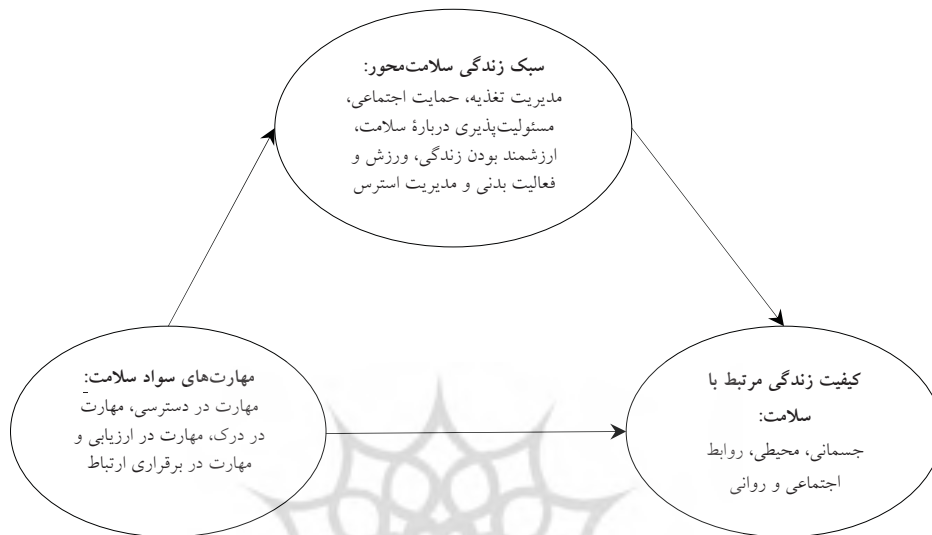 سبک زندگی سلامت‌محور:
مدیریت تغذیه، حمایت اجتماعی،
مسئولیت‌پذیری دربارۀ سلامت،
ارزشمند بودن زندگی، ورزش و
فعالیت بدنی و مدیریت استرس
مهارت‌های سواد سلامت:
مهارت در دسترسی، مهارت
در درک، مهارت در ارزیابی و
مهارت در برقراری ارتباط
کیفیت زندگی مرتبط با
سلامت:
جسمانی، محیطی، روابط
اجتماعی و روانی